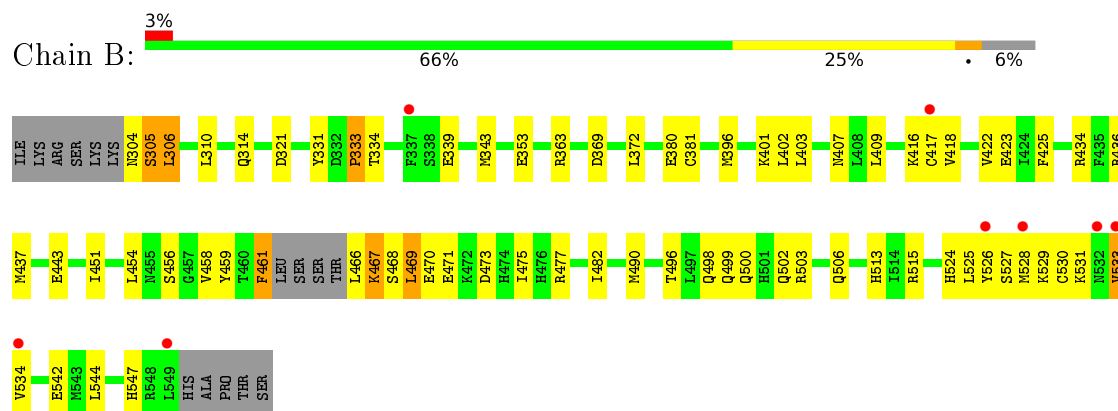 3%
Chain B:
66% 25% • 6%
ILE LYS ARG SER LYS LYS N304 S305 L306 L310 Q314 D321 Y331 D332 P333 T334 F337 S338 E339 M343 E353 R363 D369 L372 E380 C381 M396 K401 L402 L403 N407 L408 L409 K416 C417 V418 V422 E423 I424 F425 R434 F435 R436
M437 E443 I451 L454 N455 S456 G457 V458 Y459 T460 F461 LEU SER SER THR L466 K467 S468 L469 E470 E471 K472 D473 H474 I475 H476 R477 I482 M490 T496 L497 Q498 Q499 Q500 H501 Q502 R503 Q506 H513 I514 R515 H524 L525 Y526 S527 M528 K529 C530 K531 N532 V533
V534 E542 M543 L544 H547 R548 L549 HIS ALA PRO THR SER